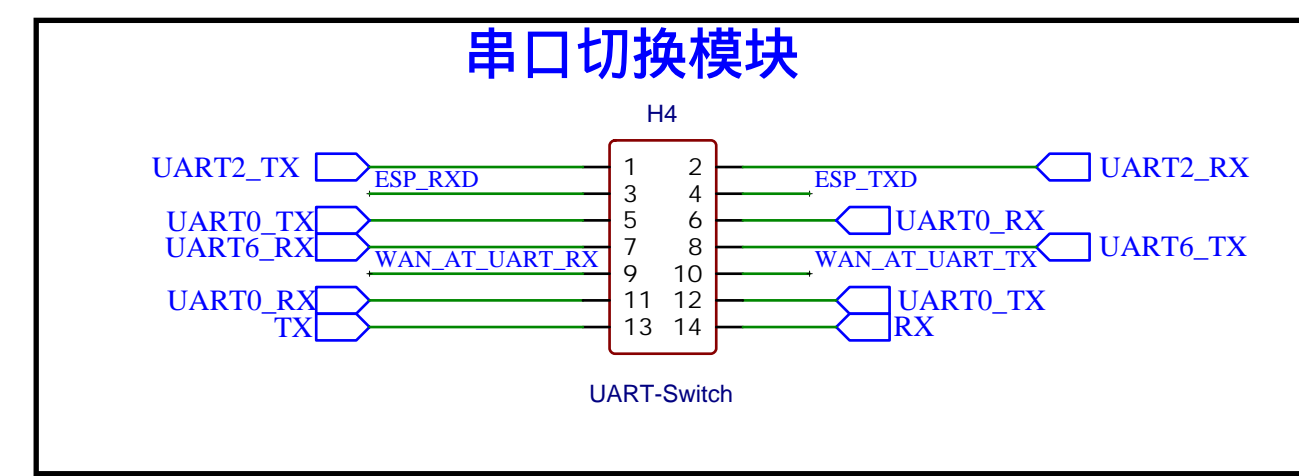 串口切换模块
H4
UART2_TX 1 2 UART2_RX
ESP_RXD 3 4 ESP_TXD
UART0_TX 5 6 UART0_RX
UART6_RX 7 8 UART6_TX
WAN_AT_UART_RX 9 10 WAN_AT_UART_TX
UART0_RX 11 12 UART0_TX
TX 13 14 RX
UART-Switch